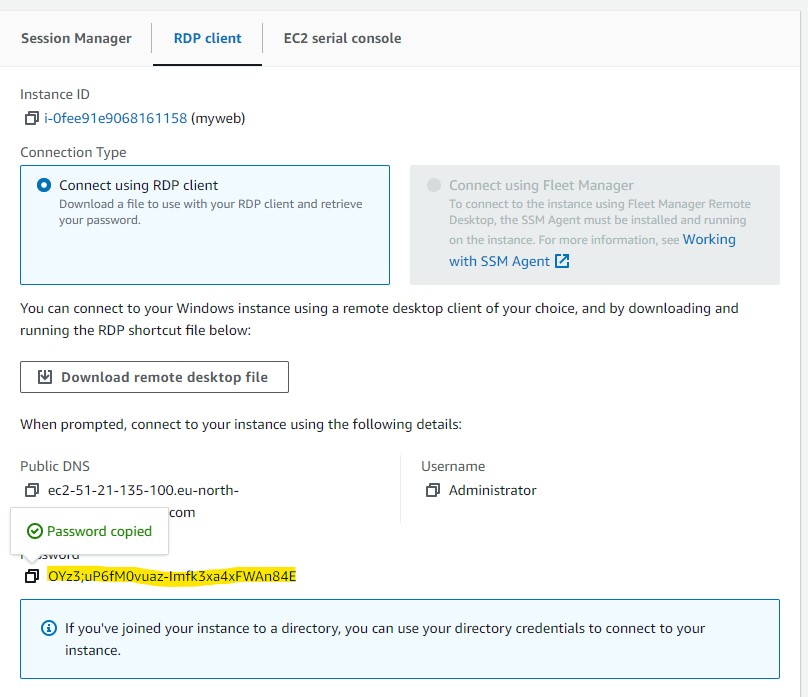 Session Manager
RDP client
EC2 serial console
Instance ID
i-0fee91e9068161158 (myweb)
Connection Type
Connect using RDP client
Download a file to use with your RDP client and retrieve
your password.
Connect using Fleet Manager
To connect to the instance using Fleet Manager Remote
Desktop, the SSM Agent must be installed and running
on the instance. For more information, see Working
with SSM Agent
You can connect to your Windows instance using a remote desktop client of your choice, and by downloading and
running the RDP shortcut file below:
Download remote desktop file
When prompted, connect to your instance using the following details:
Public DNS
ec2-51-21-135-100.eu-north-
com
Username
Administrator
Password copied
Password
OYz3;uP6fM0vuaz-Imfk3xa4xFWAn84E
If you've joined your instance to a directory, you can use your directory credentials to connect to your
instance.